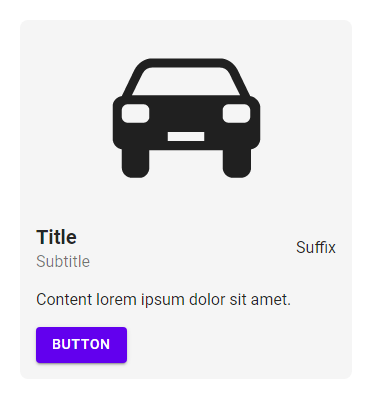 Title
Subtitle
Suffix
Content lorem ipsum dolor sit amet.
BUTTON